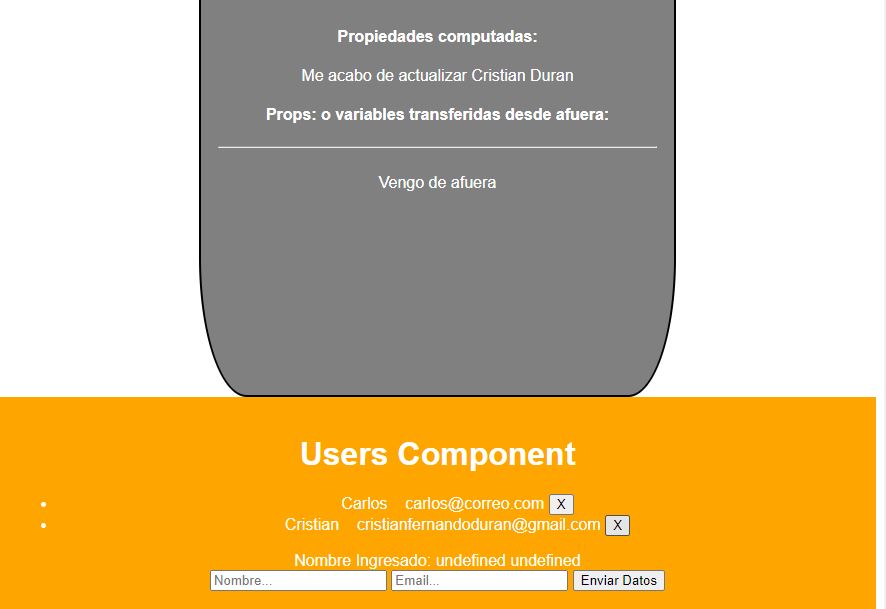 Propiedades computadas:
Me acabo de actualizar Cristian Duran
Props: o variables transferidas desde afuera:
Vengo de afuera
Users Component
Carlos carlos@correo.com X
Cristian cristianfernandoduran@gmail.com X
Nombre Ingresado: undefined undefined
Nombre... Email... Enviar Datos